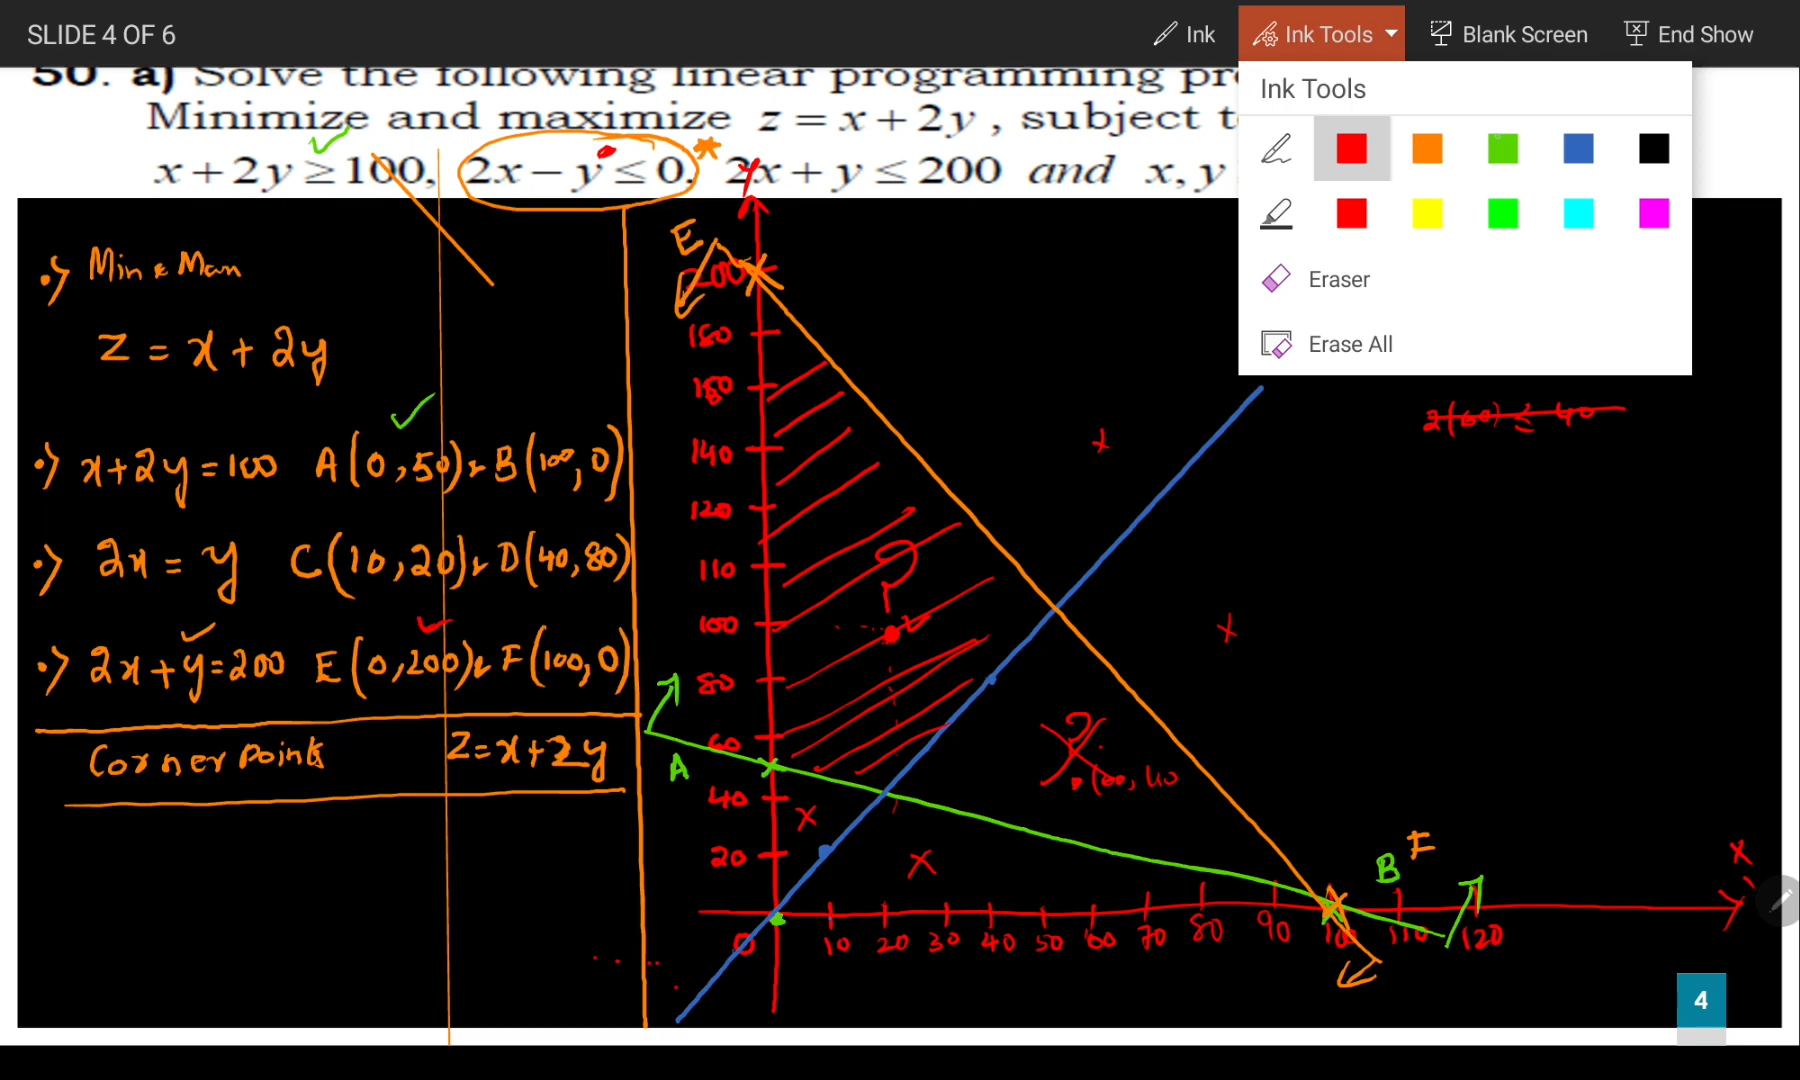 SLIDE 4 OF 6
Ink
Ink Tools
Blank Screen
End Show
50. a) Solve the following linear programming pr
Minimize and maximize z = x + 2y , subject t
x + 2y ≥ 100, 2x − y ≤ 0, 2x + y ≤ 200 and x, y
Ink Tools
Eraser
Erase All
Min & Max
Z = x + 2y
x+2y=100 A(0,50) & B(100,0)
2x = y C(10,20) & D(40,80)
2x+y=200 E(0,200) & F(100,0)
Corner Points Z=x+2y
Y
E
200
180
140
120
110
100
80
60
A
40
20
0 10 20 30 40 50 60 70 80 90 100 110 120
B F
X
2(60) ≤ 40
4